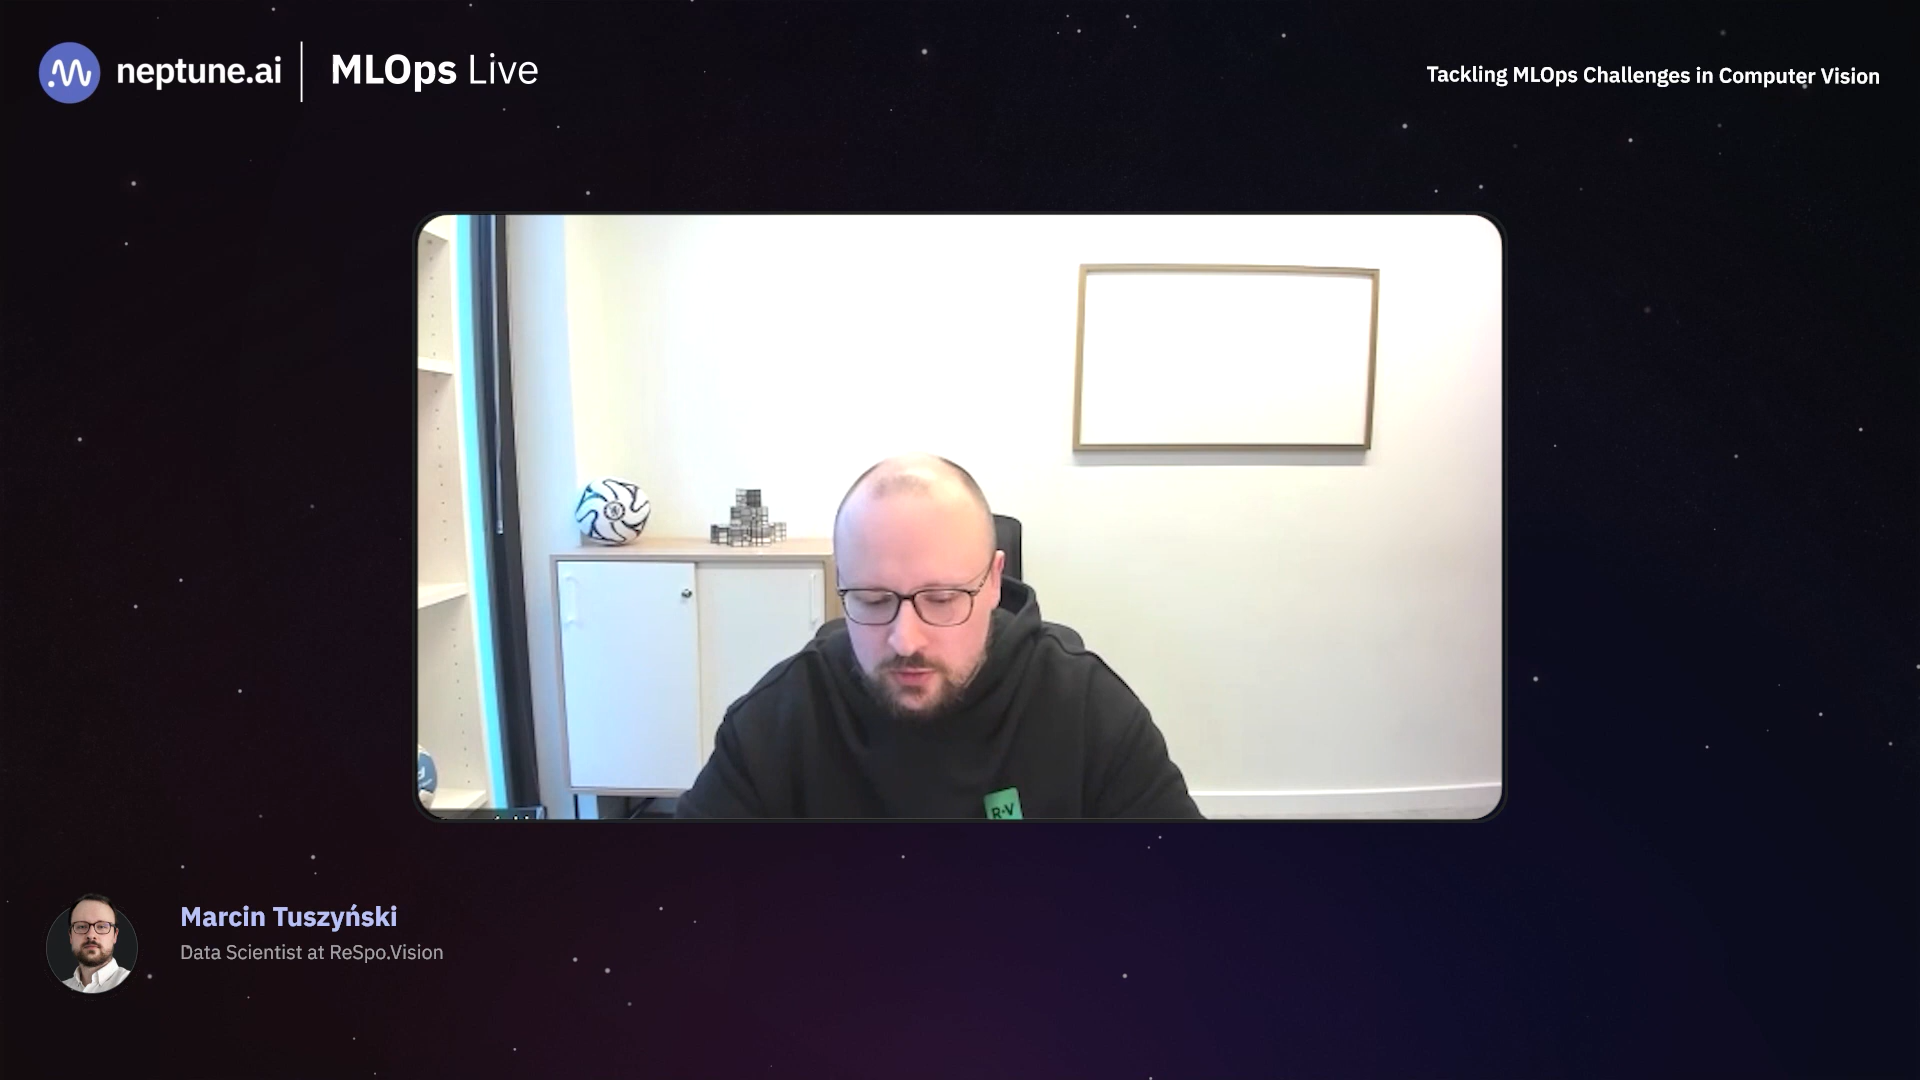 neptune.ai
MLOps Live
Tackling MLOps Challenges in Computer Vision
R·V
Marcin Tuszyński
Data Scientist at ReSpo.Vision